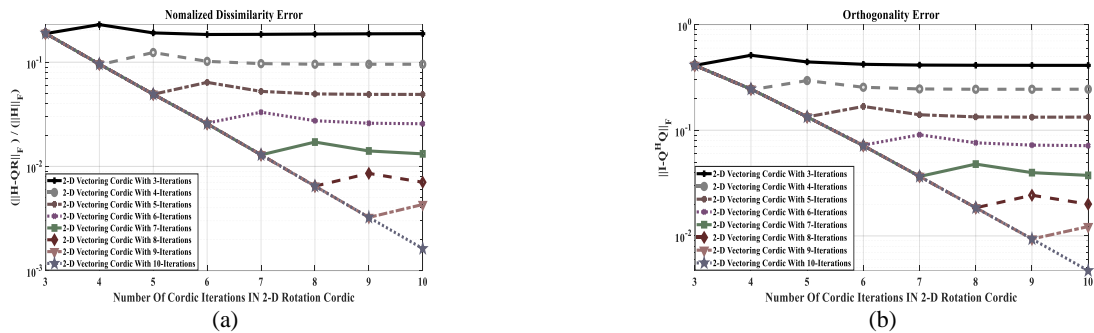 Nomalized Dissimilarity Error
(||H-QR||F) / (||H||F)
10-1
10-2
10-3
2-D Vectoring Cordic With 3-Iterations
2-D Vectoring Cordic With 4-Iterations
2-D Vectoring Cordic With 5-Iterations
2-D Vectoring Cordic With 6-Iterations
2-D Vectoring Cordic With 7-Iterations
2-D Vectoring Cordic With 8-Iterations
2-D Vectoring Cordic With 9-Iterations
2-D Vectoring Cordic With 10-Iterations
3 4 5 6 7 8 9 10
Number Of Cordic Iterations IN 2-D Rotation Cordic
(a)
Orthogonality Error
||I-QHQ||F
100
10-1
10-2
2-D Vectoring Cordic With 3-Iterations
2-D Vectoring Cordic With 4-Iterations
2-D Vectoring Cordic With 5-Iterations
2-D Vectoring Cordic With 6-Iterations
2-D Vectoring Cordic With 7-Iterations
2-D Vectoring Cordic With 8-Iterations
2-D Vectoring Cordic With 9-Iterations
2-D Vectoring Cordic With 10-Iterations
3 4 5 6 7 8 9 10
Number Of Cordic Iterations IN 2-D Rotation Cordic
(b)